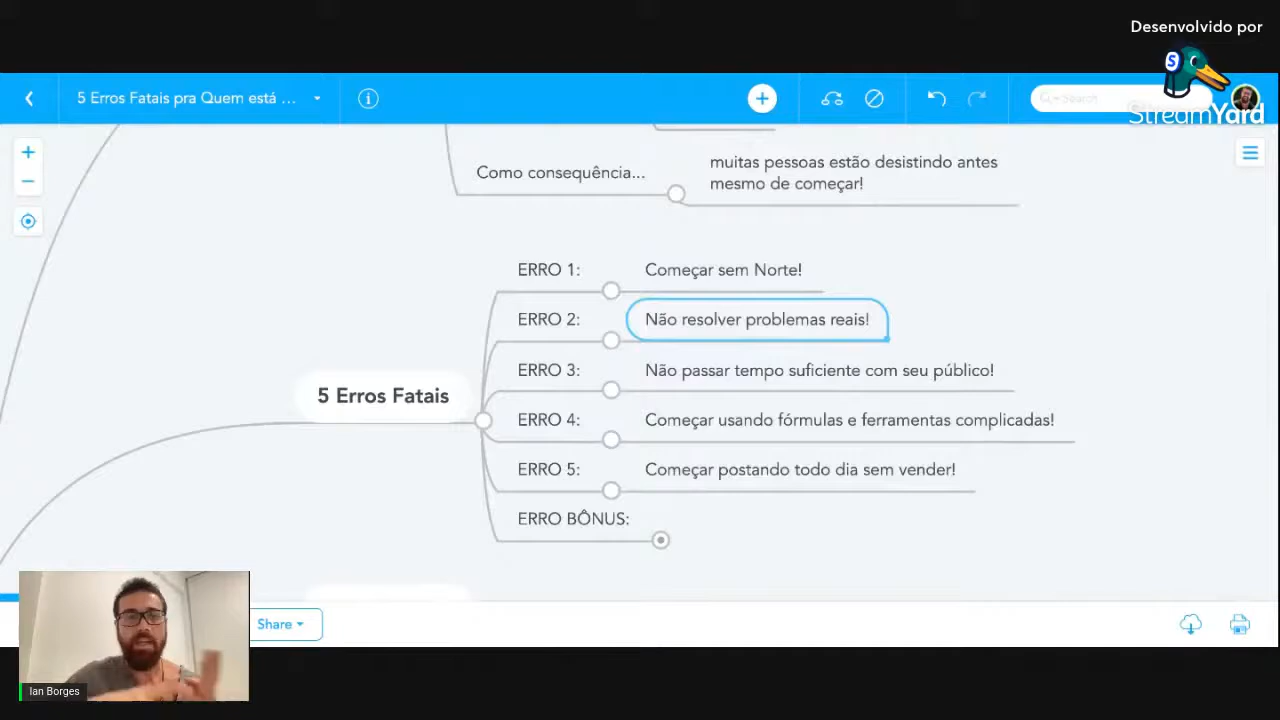 Desenvolvido por
StreamYard
5 Erros Fatais pra Quem está ...
Search
Como consequência...
muitas pessoas estão desistindo antes
mesmo de começar!
5 Erros Fatais
ERRO 1:
Começar sem Norte!
ERRO 2:
Não resolver problemas reais!
ERRO 3:
Não passar tempo suficiente com seu público!
ERRO 4:
Começar usando fórmulas e ferramentas complicadas!
ERRO 5:
Começar postando todo dia sem vender!
ERRO BÔNUS:
Share
Ian Borges